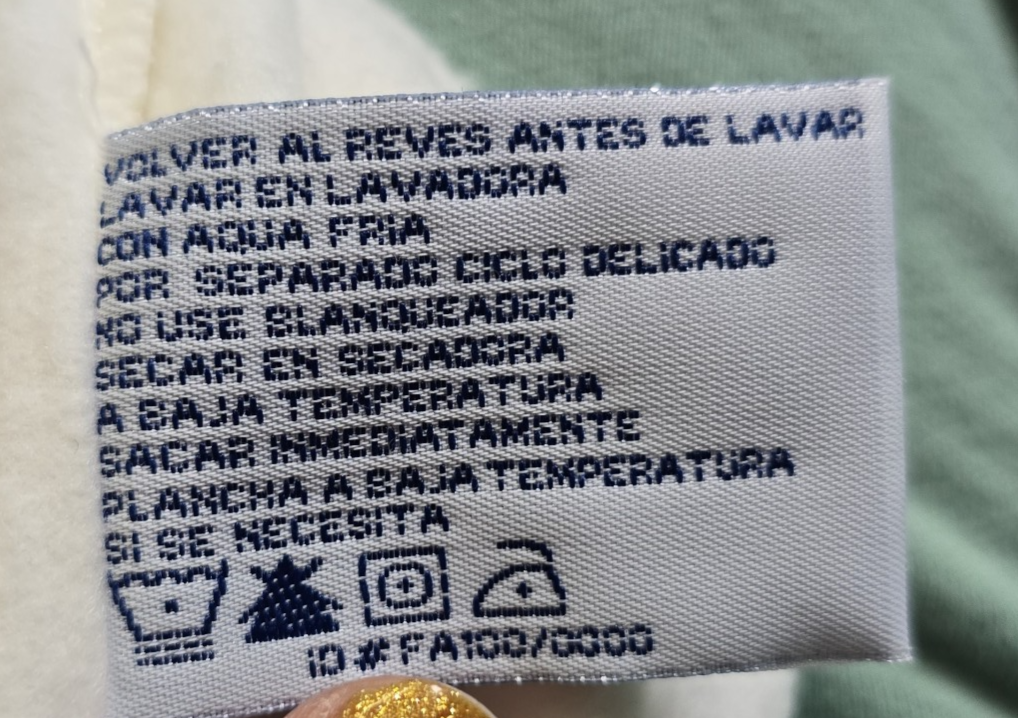 VOLVER AL REVES ANTES DE LAVAR
LAVAR EN LAVADORA
CON AQUA FRIA
POR SEPARADO CICLO DELICADO
NO USE BLANQUEADOR
SECAR EN SECADORA
A BAJA TEMPERATURA
SACAR INMEDIATAMENTE
PLANCHA A BAJA TEMPERATURA
SI SE NECESITA
ID # FA100/0000